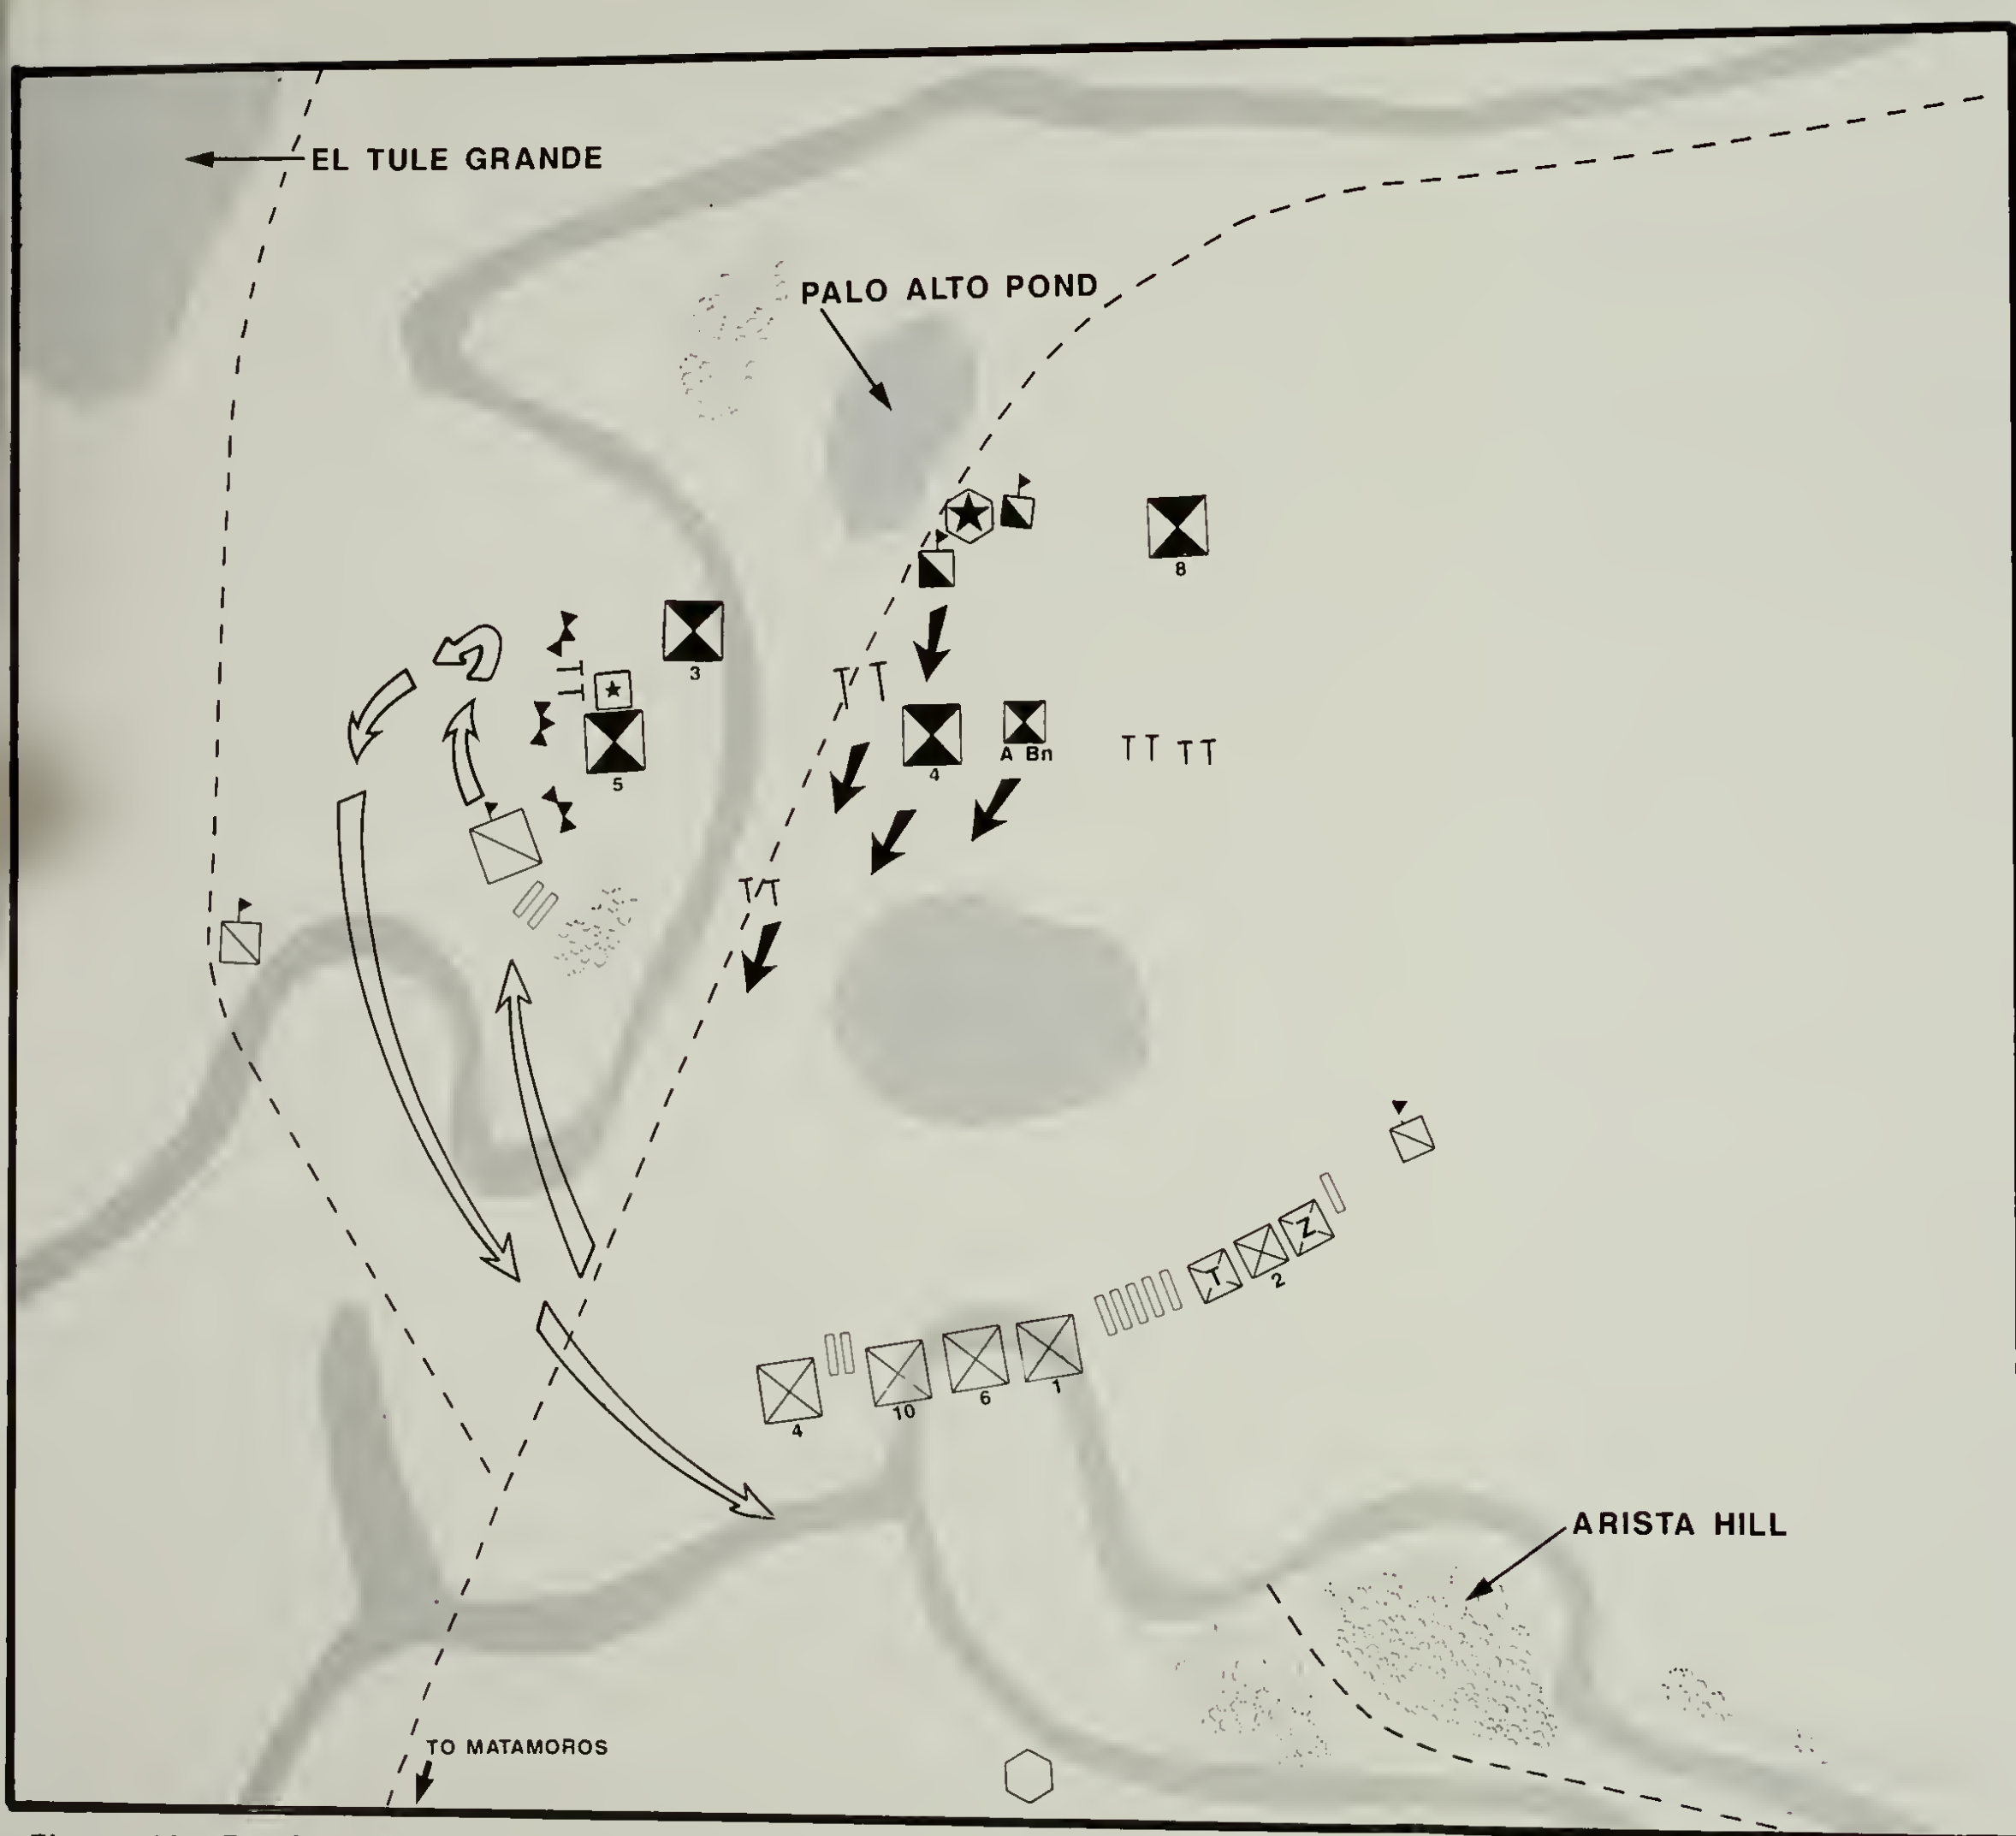 EL TULE GRANDE
PALO ALTO POND
8
3
T T
4
A Bn
T T T T
5
T/T
Z
T
2
1
6
10
4
ARISTA HILL
TO MATAMOROS